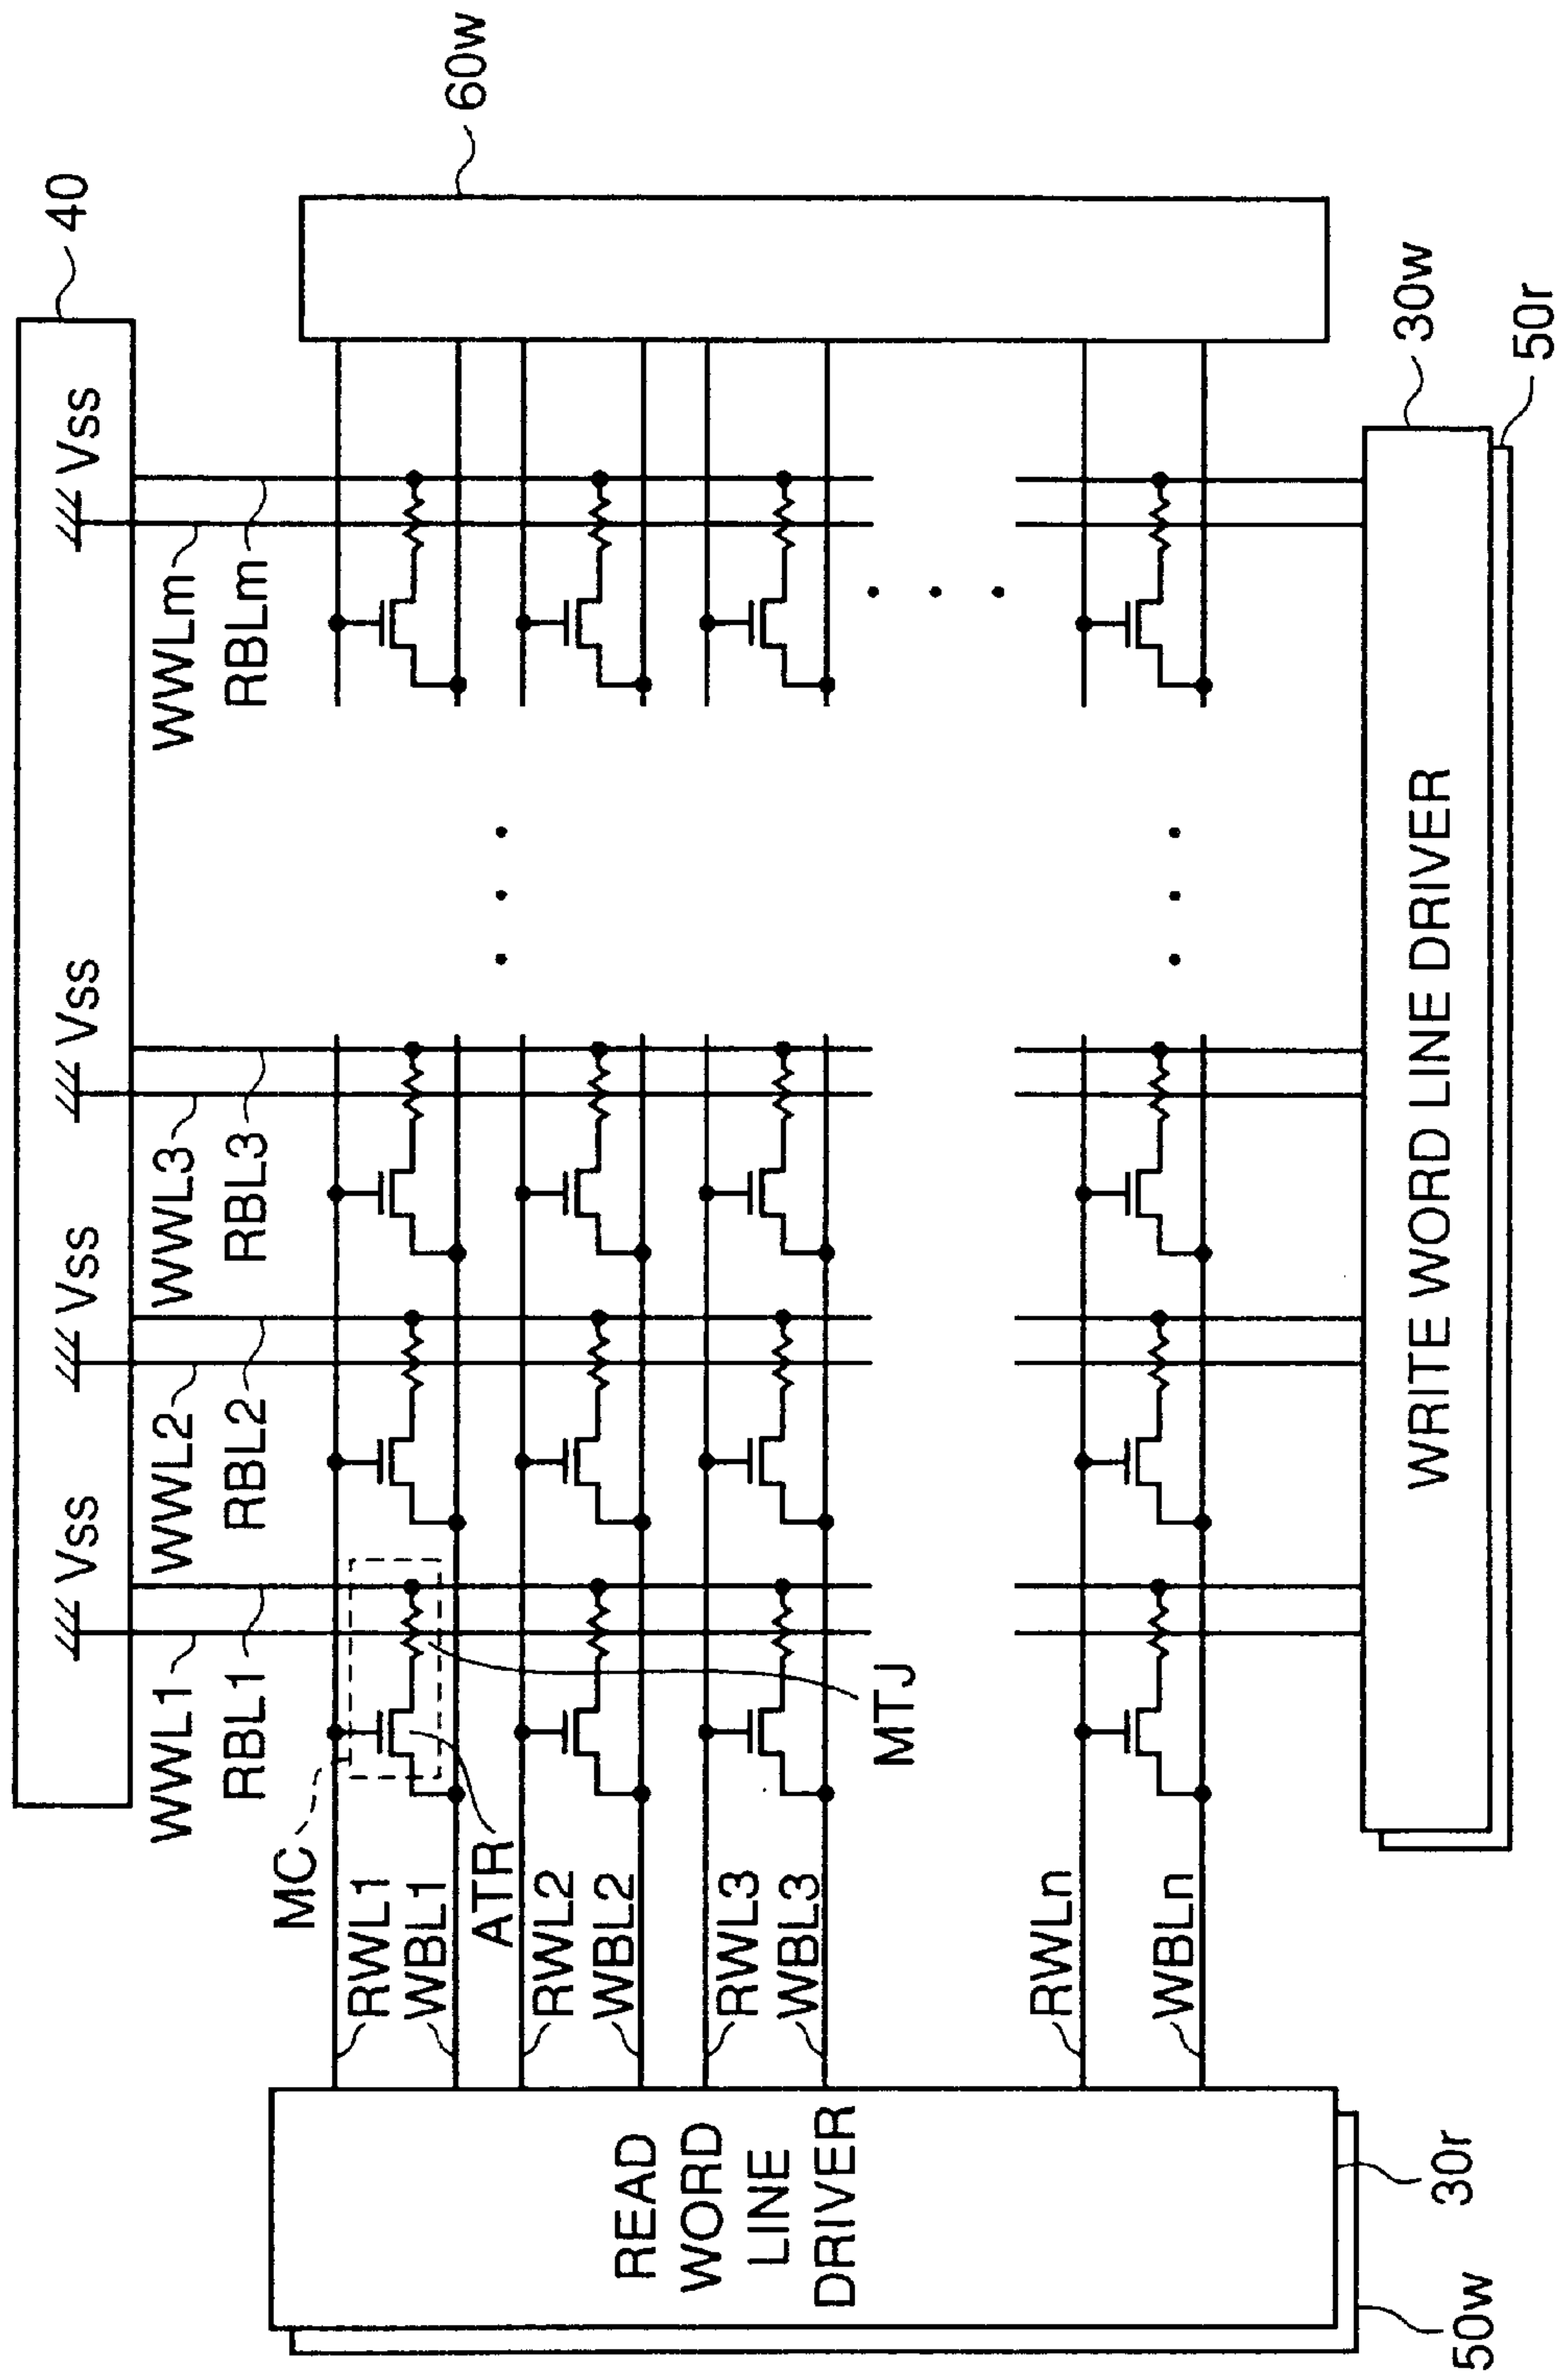 40
Vss
Vss
Vss
Vss
WWL1
RBL1
WWL2
RBL2
WWL3
RBL3
WWLm
RBLm
60w
MC
RWL1
WBL1
ATR
RWL2
WBL2
RWL3
WBL3
MTJ
RWLn
WBLn
READ
WORD
LINE
DRIVER
30r
50w
WRITE WORD LINE DRIVER
30w
50r